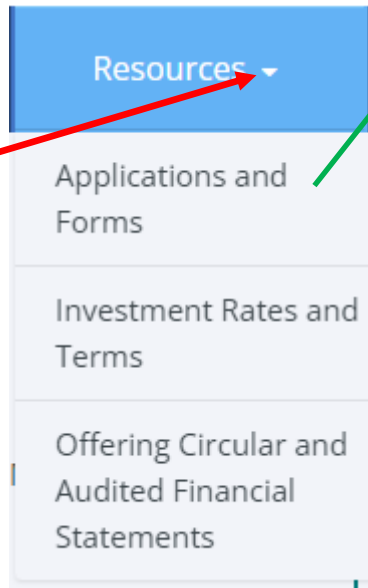 Resources
Applications and
Forms
Investment Rates and
Terms
Offering Circular and
Audited Financial
Statements